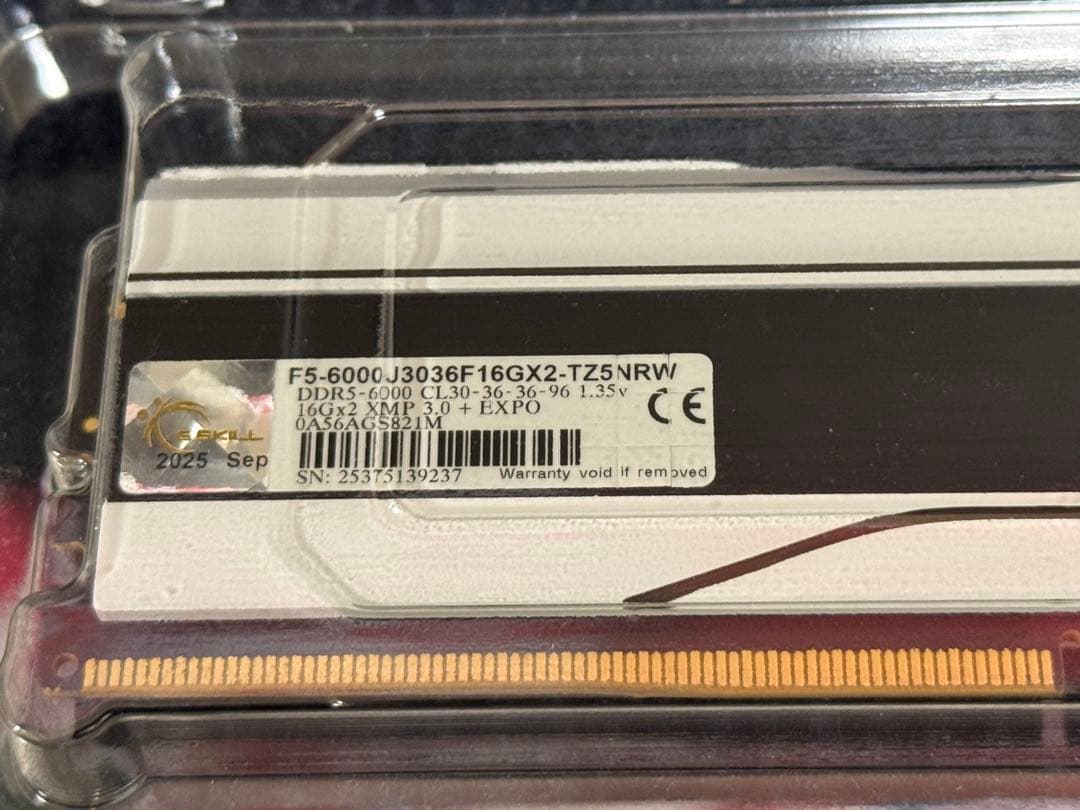 F5-6000J3036F16GX2-TZ5NRW
DDR5-6000 CL30-36-36-96 1.35v
16Gx2 XMP 3.0 + EXPO
0A56AGS821M
CE
G.SKILL
2025 Sep
SN: 25375139237
Warranty void if removed